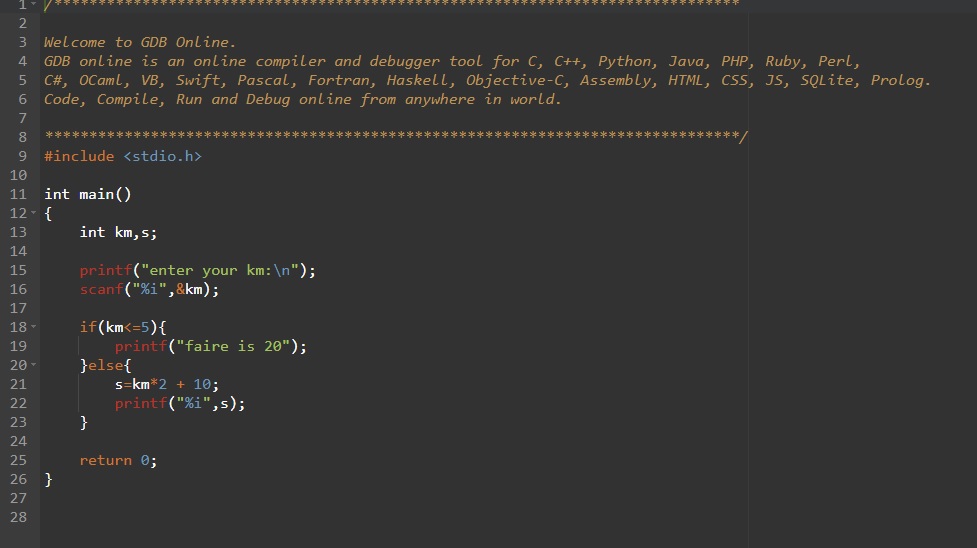 1 /******************************************************************************
2
3 Welcome to GDB Online.
4 GDB online is an online compiler and debugger tool for C, C++, Python, Java, PHP, Ruby, Perl,
5 C#, OCaml, VB, Swift, Pascal, Fortran, Haskell, Objective-C, Assembly, HTML, CSS, JS, SQLite, Prolog.
6 Code, Compile, Run and Debug online from anywhere in world.
7
8 *******************************************************************************/
9 #include <stdio.h>
10
11 int main()
12 {
13     int km,s;
14
15     printf("enter your km:\n");
16     scanf("%i",&km);
17
18     if(km<=5){
19         printf("faire is 20");
20     }else{
21         s=km*2 + 10;
22         printf("%i",s);
23     }
24
25     return 0;
26 }
27
28